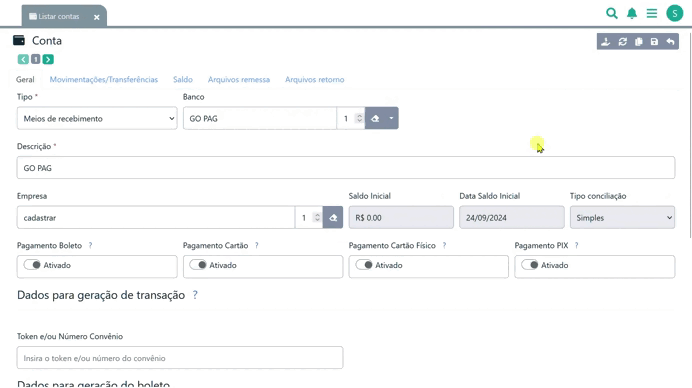 Listar contas
S
Conta
1
Geral Movimentações/Transferências Saldo Arquivos remessa Arquivos retorno
Tipo * Banco
Meios de recebimento GO PAG 1
Descrição *
GO PAG
Empresa Saldo Inicial Data Saldo Inicial Tipo conciliação
cadastrar 1 R$ 0.00 24/09/2024 Simples
Pagamento Boleto ? Pagamento Cartão ? Pagamento Cartão Físico ? Pagamento PIX ?
Ativado Ativado Ativado Ativado
Dados para geração de transação ?
Token e/ou Número Convênio
Insira o token e/ou número do convênio
Dados para geração do boleto